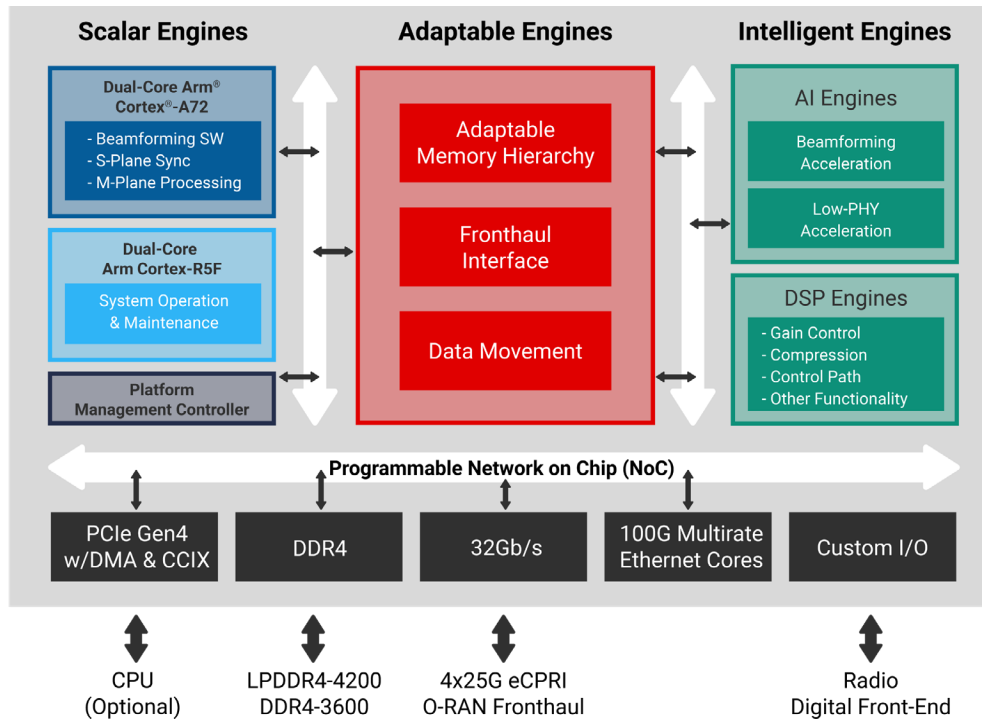 Scalar Engines
Adaptable Engines
Intelligent Engines
Dual-Core Arm®
Cortex®-A72
- Beamforming SW
- S-Plane Sync
- M-Plane Processing
Dual-Core
Arm Cortex-R5F
System Operation
& Maintenance
Platform
Management Controller
Adaptable
Memory Hierarchy
Fronthaul
Interface
Data Movement
AI Engines
Beamforming
Acceleration
Low-PHY
Acceleration
DSP Engines
- Gain Control
- Compression
- Control Path
- Other Functionality
Programmable Network on Chip (NoC)
PCIe Gen4
w/DMA & CCIX
DDR4
32Gb/s
100G Multirate
Ethernet Cores
Custom I/O
CPU
(Optional)
LPDDR4-4200
DDR4-3600
4x25G eCPRI
O-RAN Fronthaul
Radio
Digital Front-End